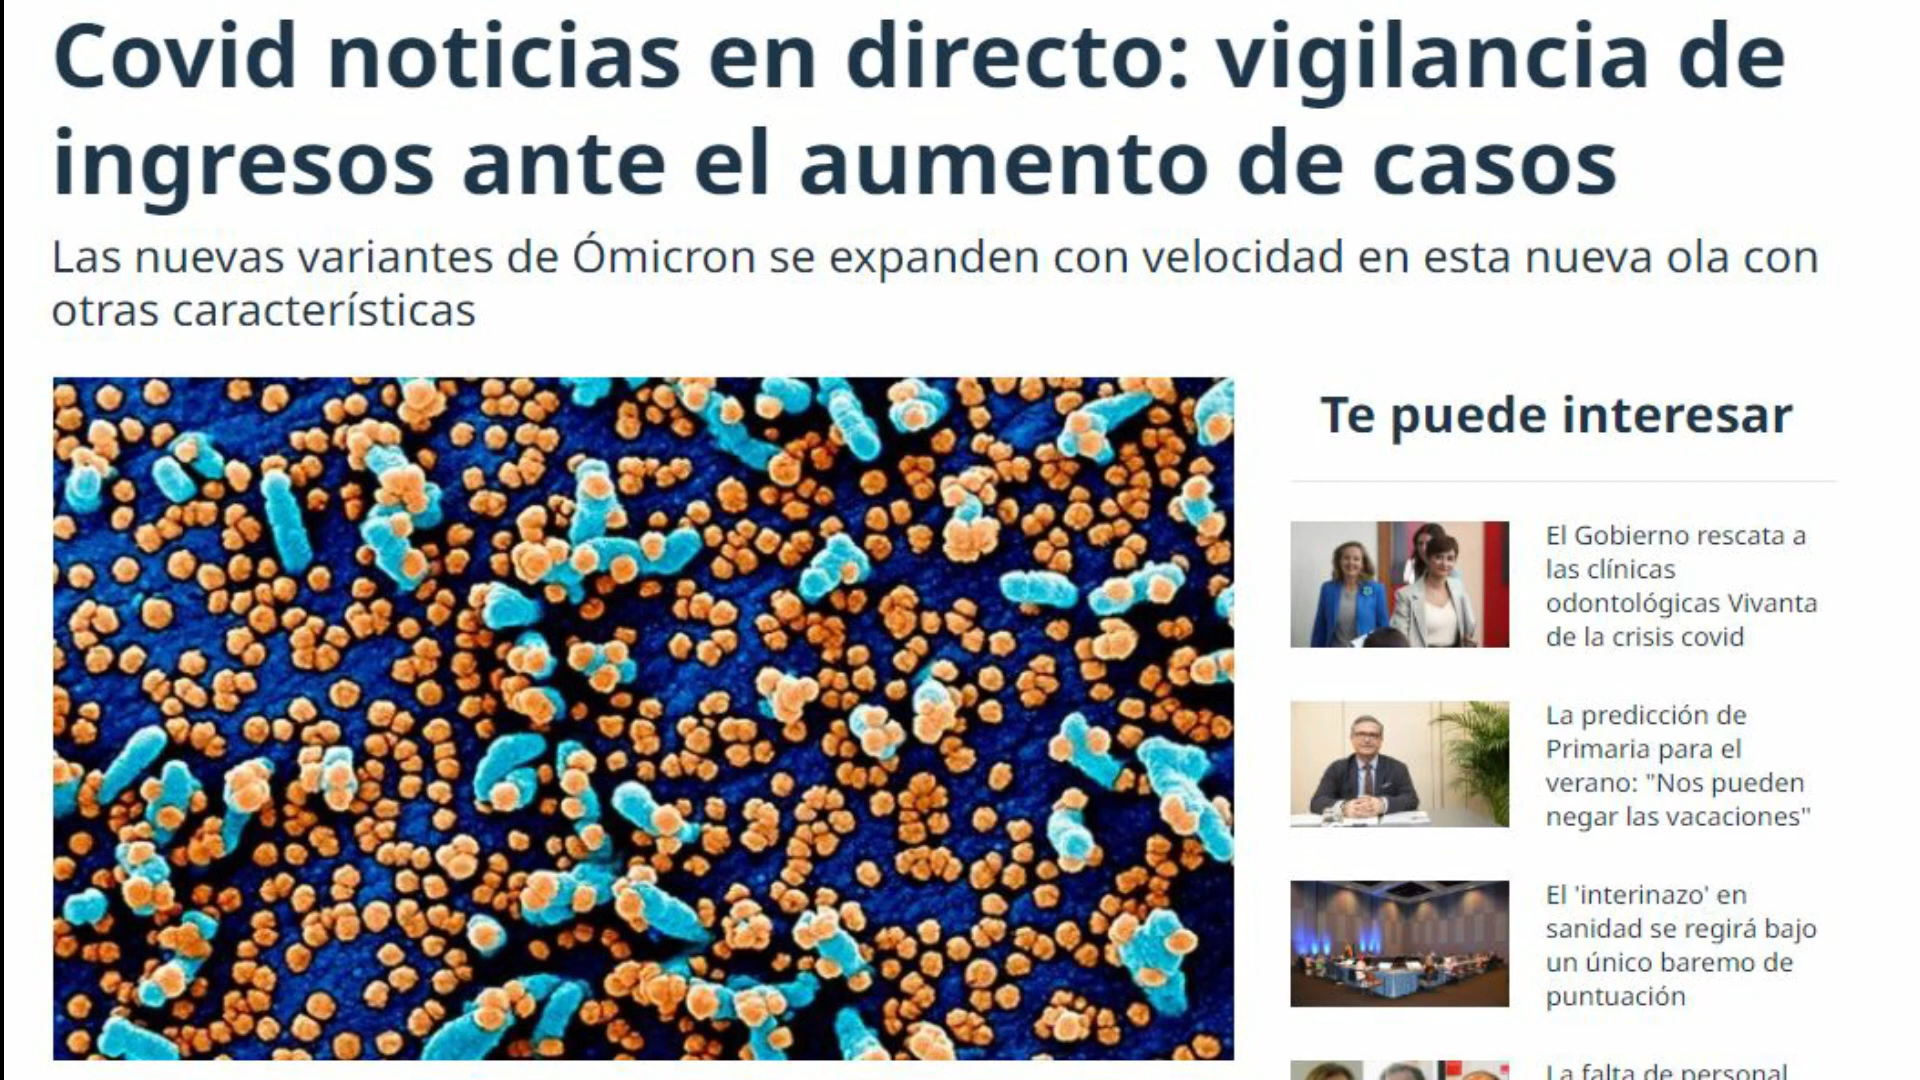 Covid noticias en directo: vigilancia de
ingresos ante el aumento de casos
Las nuevas variantes de Ómicron se expanden con velocidad en esta nueva ola con
otras características
Te puede interesar
El Gobierno rescata a
las clínicas
odontológicas Vivanta
de la crisis covid
La predicción de
Primaria para el
verano: "Nos pueden
negar las vacaciones"
El 'interinazo' en
sanidad se regirá bajo
un único baremo de
puntuación
La falta de personal